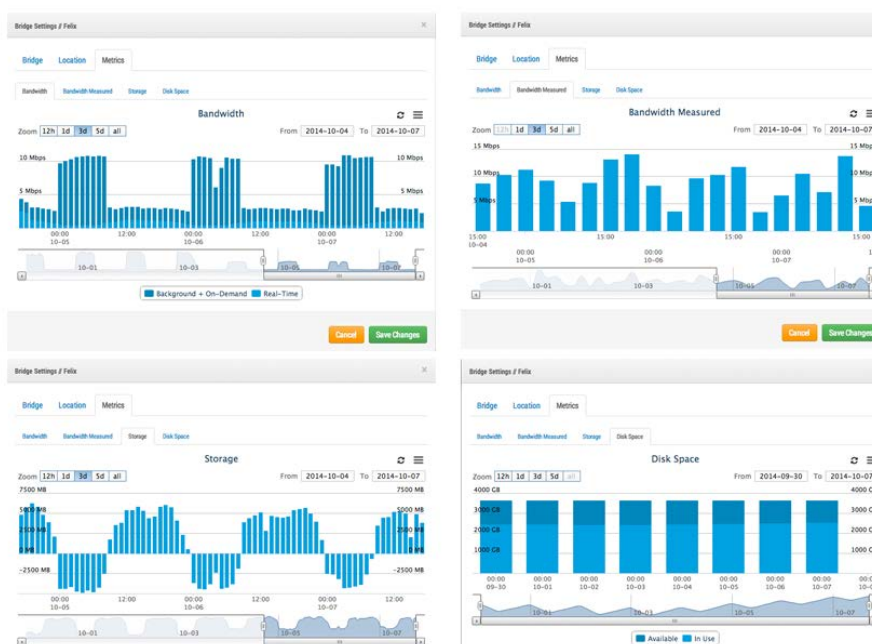 Bridge Settings // Felix ×
Bridge Location Metrics
Bandwidth Bandwidth Measured Storage Disk Space
Bandwidth
Zoom 12h 1d 3d 5d all From 2014-10-04 To 2014-10-07
10 Mbps 10 Mbps
5 Mbps 5 Mbps
00:00 12:00 00:00 12:00 00:00 12:00
10-05 10-06 10-07
10-01 10-03 10-05 10-07
Background + On-Demand Real-Time
Cancel Save Changes
Bridge Settings // Felix
Bridge Location Metrics
Bandwidth Bandwidth Measured Storage Disk Space
Bandwidth Measured
Zoom 12h 1d 3d 5d all From 2014-10-04 To 2014-10-07
15 Mbps 15 Mbps
10 Mbps 10 Mbp
5 Mbps 5 Mbp
15:00 15:00 15:00 15:00
10-04
00:00 00:00 00:00
10-05 10-06 10-07
10-01 10-03 10-05 10-07
Cancel Save Changes
Bridge Settings // Felix ×
Bridge Location Metrics
Bandwidth Bandwidth Measured Storage Disk Space
Storage
Zoom 12h 1d 3d 5d all From 2014-10-04 To 2014-10-07
7500 MB 7500 MB
5000 MB 5000 MB
2500 MB 2500 MB
0 MB 0 MB
-2500 MB -2500 MB
00:00 12:00 00:00 12:00 00:00 12:00
10-05 10-06 10-07
10-01 10-03 10-05 10-07
Bridge Settings // Felix
Bridge Location Metrics
Bandwidth Bandwidth Measured Storage Disk Space
Disk Space
Zoom 12h 1d 3d 5d all From 2014-09-30 To 2014-10-07
4000 GB 4000 G
3000 GB 3000 G
2000 GB 2000 G
1000 GB 1000 G
00:00 00:00 00:00 00:00 00:00 00:00 00:00 00:00
09-30 10-01 10-02 10-03 10-04 10-05 10-06 10-07
10-01 10-03 10-05 10-07
Available In Use